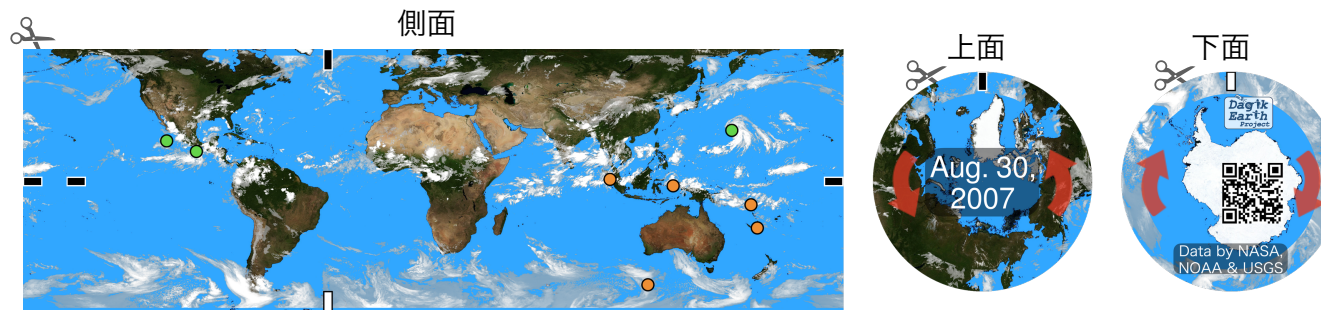 側面
上面
下面
Aug. 30,
2007
Dagik
Earth
Project
Data by NASA,
NOAA & USGS